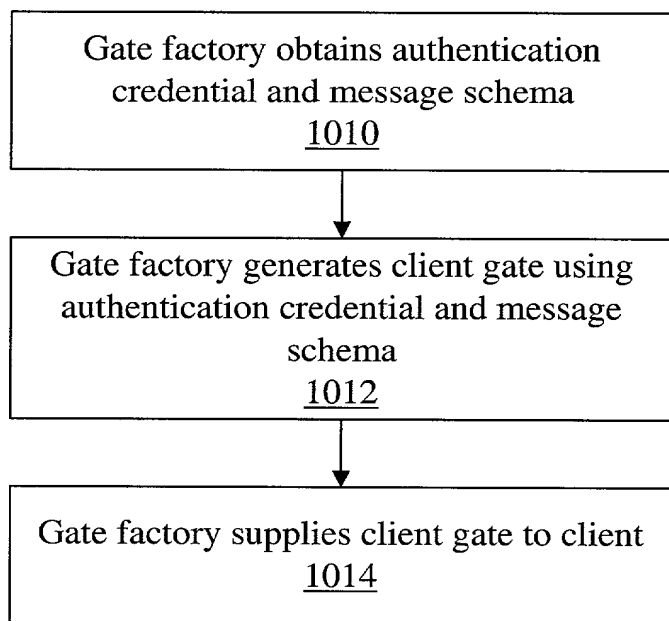 Gate factory obtains authentication
credential and message schema
1010
Gate factory generates client gate using
authentication credential and message
schema
1012
Gate factory supplies client gate to client
1014